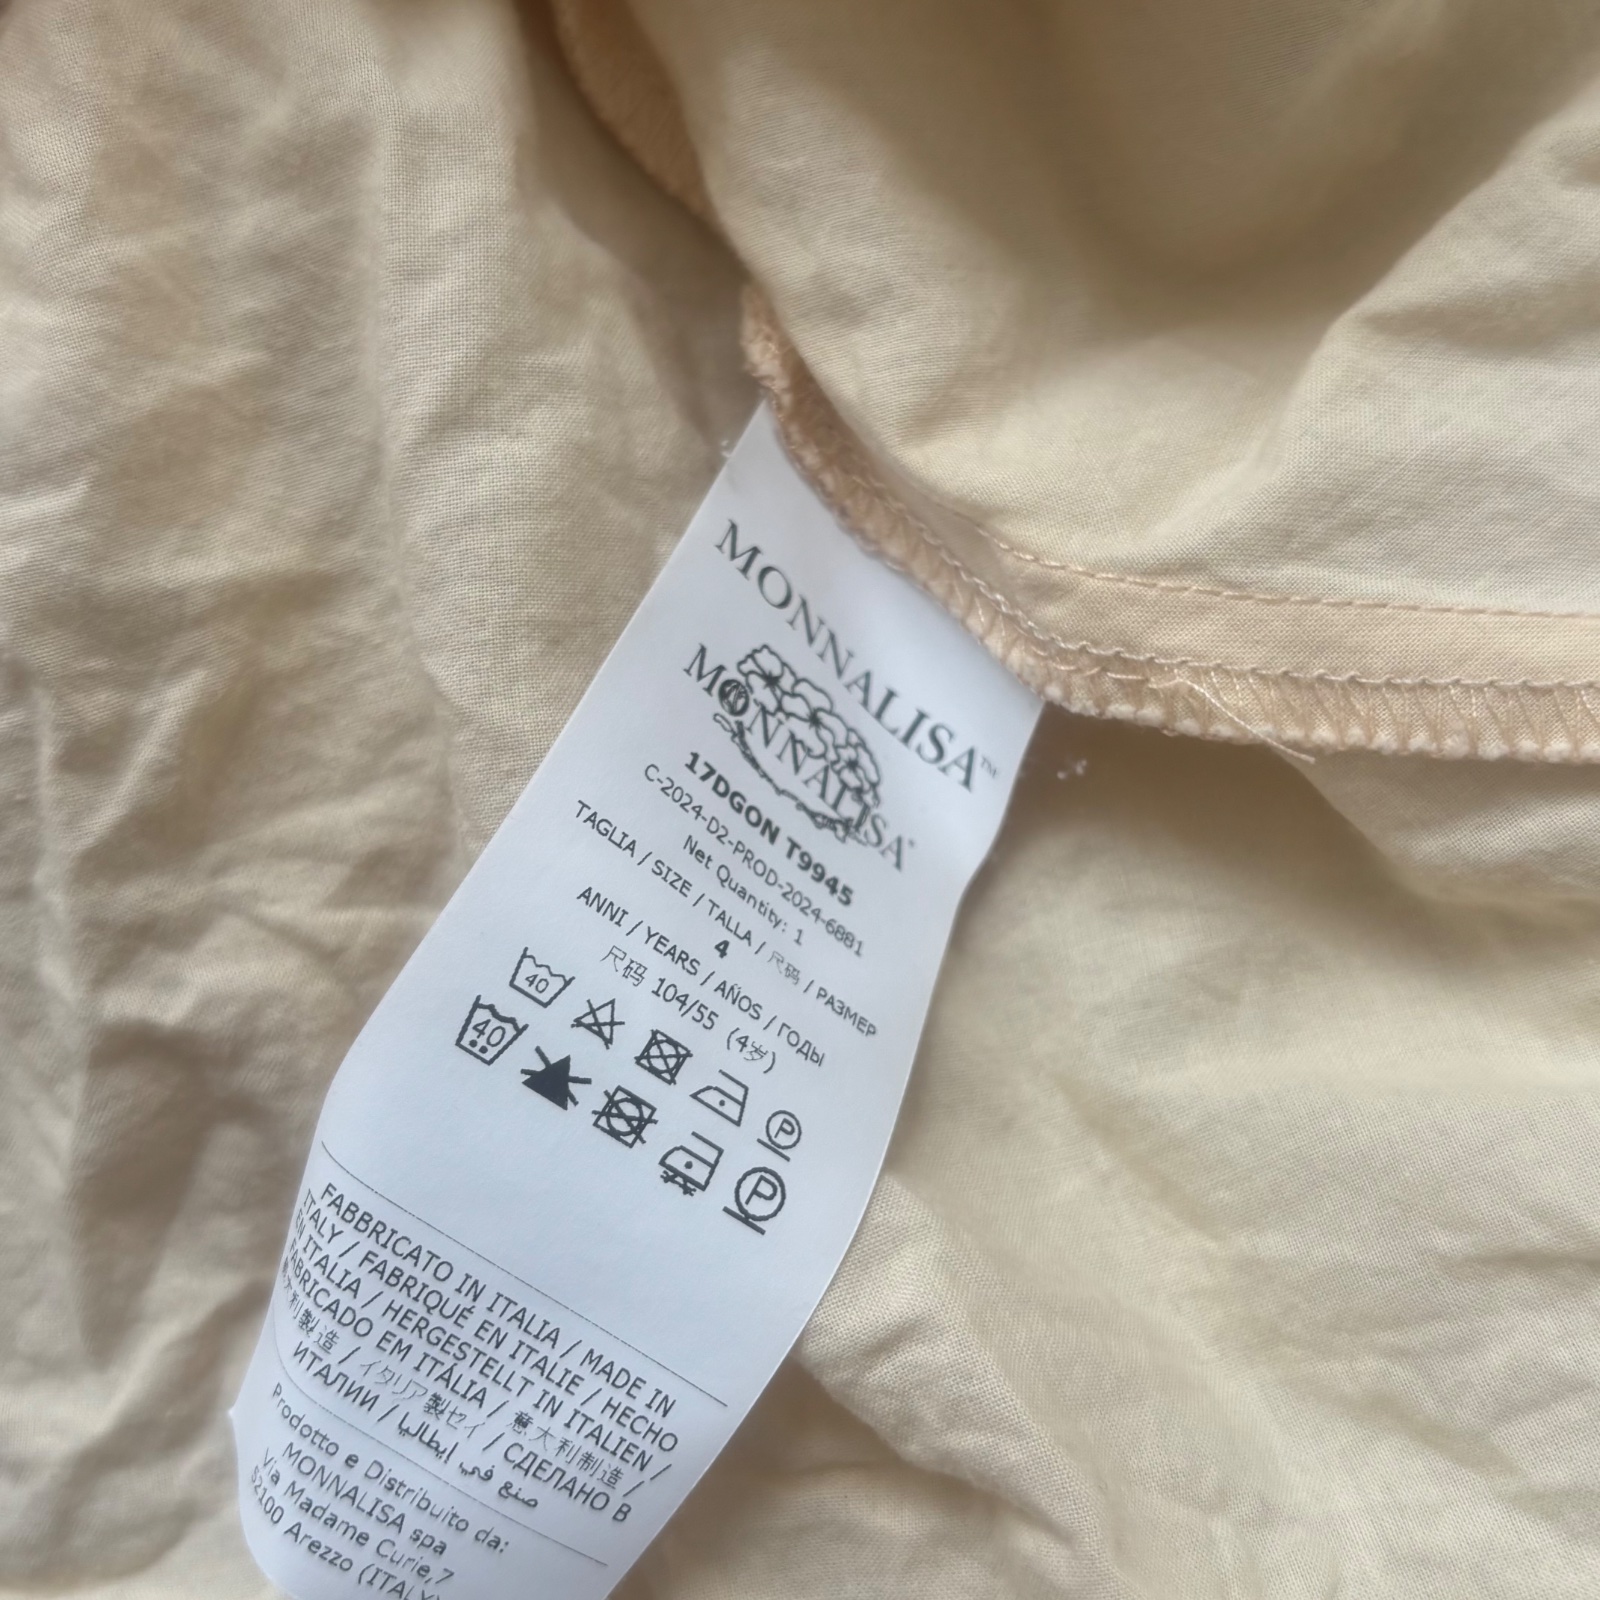 MONNALISA™
MONNALISA®
17DGON T9945
C-2024-D2-PROD-2024-6881
Net Quantity: 1
TAGLIA / SIZE / TALLA / 尺码 / РАЗМЕР
4
ANNI / YEARS / AÑOS / ГОДЫ
尺码 104/55 (4岁)
40
P
40
P
FABBRICATO IN ITALIA / MADE IN
ITALY / FABRIQUÉ EN ITALIE / HECHO
EN ITALIA / HERGESTELLT IN ITALIEN /
FABRICADO EM ITÁLIA / 意大利制造 /
大利製造 / イタリア製セイ / СДЕЛАНО В
ИТАЛИИ / صنع في ايطاليا
Prodotto e Distribuito da:
MONNALISA spa
Via Madame Curie,7
52100 Arezzo (ITALY)